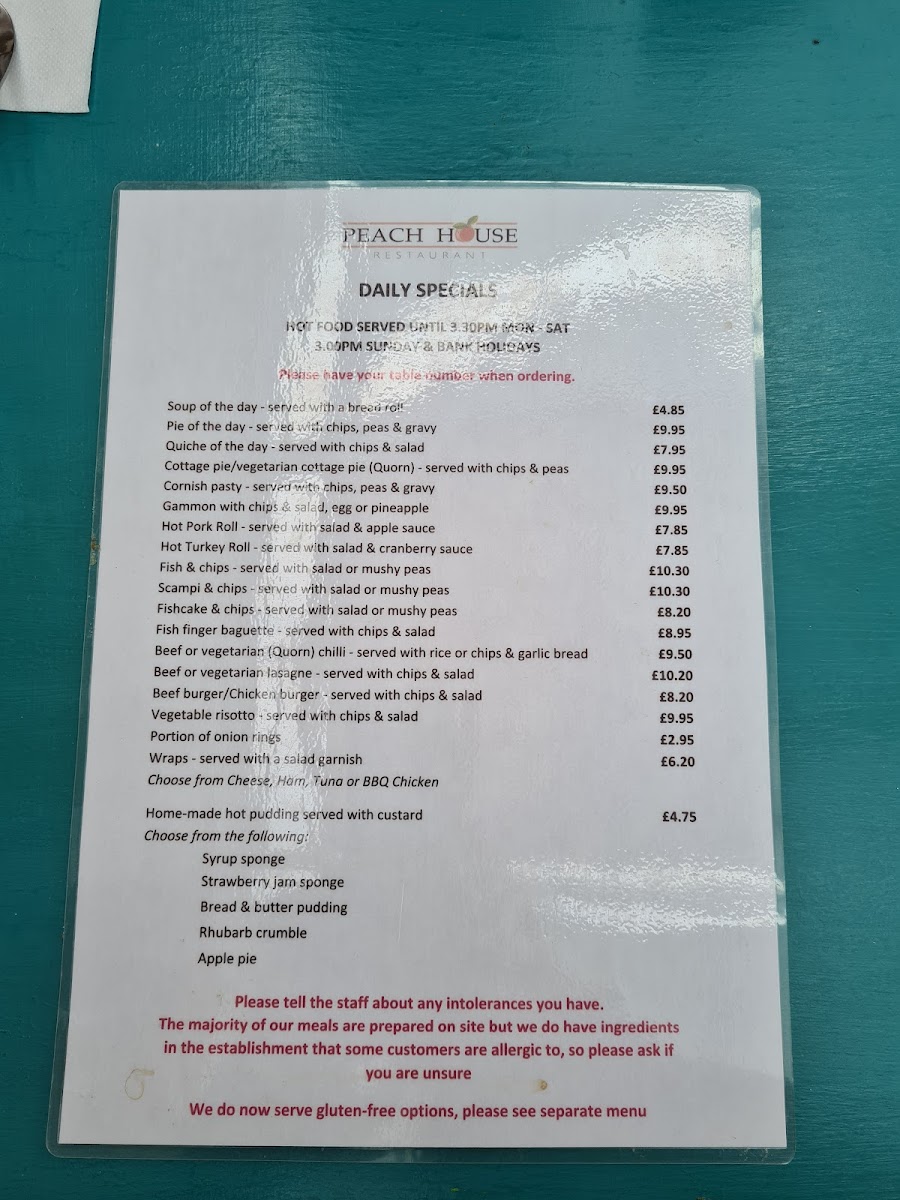 PEACH HOUSE
RESTAURANT
DAILY SPECIALS
HOT FOOD SERVED UNTIL 3.30PM MON - SAT
3.00PM SUNDAY & BANK HOLIDAYS
Please have your table number when ordering.
Soup of the day - served with a bread roll £4.85
Pie of the day - served with chips, peas & gravy £9.95
Quiche of the day - served with chips & salad £7.95
Cottage pie/vegetarian cottage pie (Quorn) - served with chips & peas £9.95
Cornish pasty - served with chips, peas & gravy £9.50
Gammon with chips & salad, egg or pineapple £9.95
Hot Pork Roll - served with salad & apple sauce £7.85
Hot Turkey Roll - served with salad & cranberry sauce £7.85
Fish & chips - served with salad or mushy peas £10.30
Scampi & chips - served with salad or mushy peas £10.30
Fishcake & chips - served with salad or mushy peas £8.20
Fish finger baguette - served with chips & salad £8.95
Beef or vegetarian (Quorn) chilli - served with rice or chips & garlic bread £9.50
Beef or vegetarian lasagne - served with chips & salad £10.20
Beef burger/Chicken burger - served with chips & salad £8.20
Vegetable risotto - served with chips & salad £9.95
Portion of onion rings £2.95
Wraps - served with a salad garnish £6.20
Choose from Cheese, Ham, Tuna or BBQ Chicken
Home-made hot pudding served with custard £4.75
Choose from the following:
Syrup sponge
Strawberry jam sponge
Bread & butter pudding
Rhubarb crumble
Apple pie
Please tell the staff about any intolerances you have.
The majority of our meals are prepared on site but we do have ingredients
in the establishment that some customers are allergic to, so please ask if
you are unsure
We do now serve gluten-free options, please see separate menu